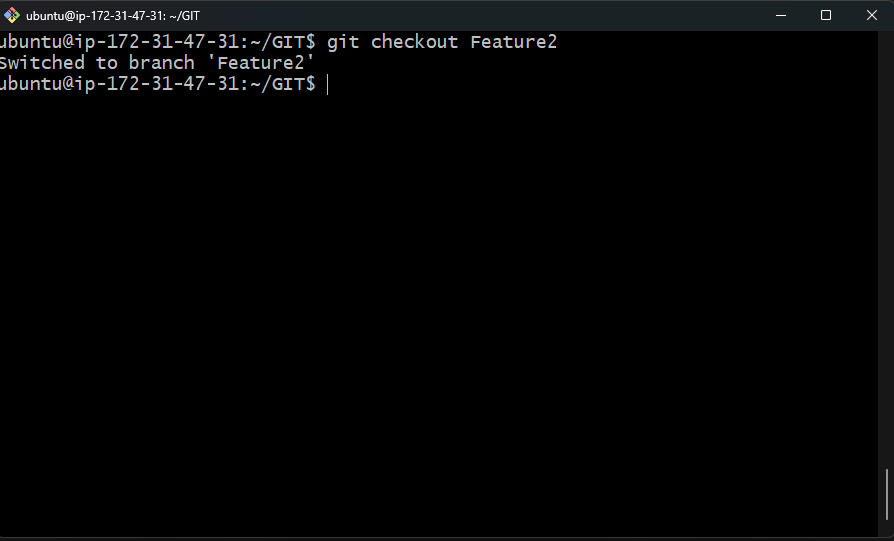 ubuntu@ip-172-31-47-31: ~/GIT
ubuntu@ip-172-31-47-31:~/GIT$ git checkout Feature2
Switched to branch 'Feature2'
ubuntu@ip-172-31-47-31:~/GIT$